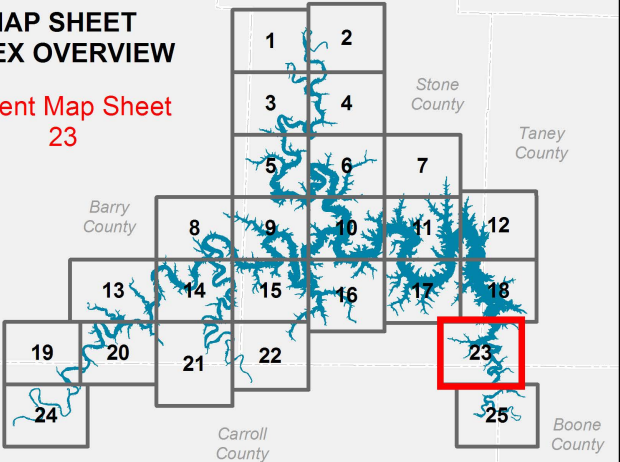 MAP SHEET
EX OVERVIEW
ent Map Sheet
23
1
2
Stone
County
3
4
Taney
County
5
6
7
Barry
County
8
9
10
11
12
13
14
15
16
17
18
19
20
21
22
23
24
25
Boone
County
Carroll
County